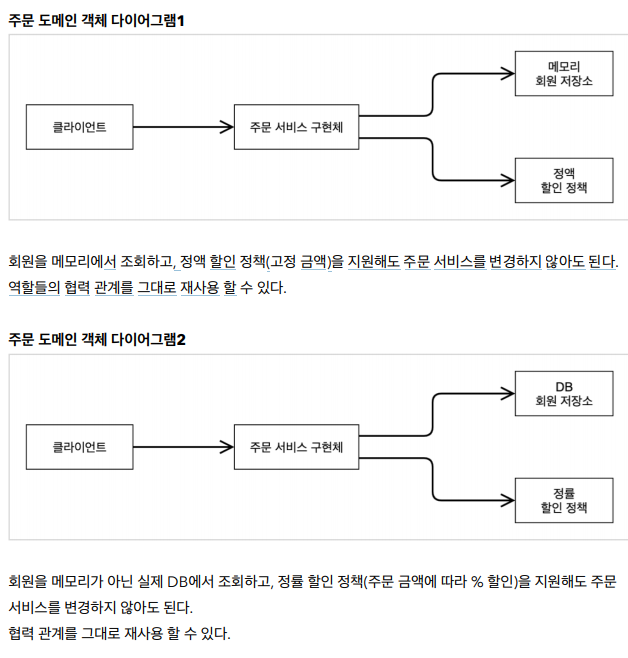 주문 도메인 객체 다이어그램1
클라이언트
주문 서비스 구현체
메모리
회원 저장소
정액
할인 정책
회원을 메모리에서 조회하고, 정액 할인 정책(고정 금액)을 지원해도 주문 서비스를 변경하지 않아도 된다.
역할들의 협력 관계를 그대로 재사용 할 수 있다.
주문 도메인 객체 다이어그램2
클라이언트
주문 서비스 구현체
DB
회원 저장소
정률
할인 정책
회원을 메모리가 아닌 실제 DB에서 조회하고, 정률 할인 정책(주문 금액에 따라 % 할인)을 지원해도 주문
서비스를 변경하지 않아도 된다.
협력 관계를 그대로 재사용 할 수 있다.